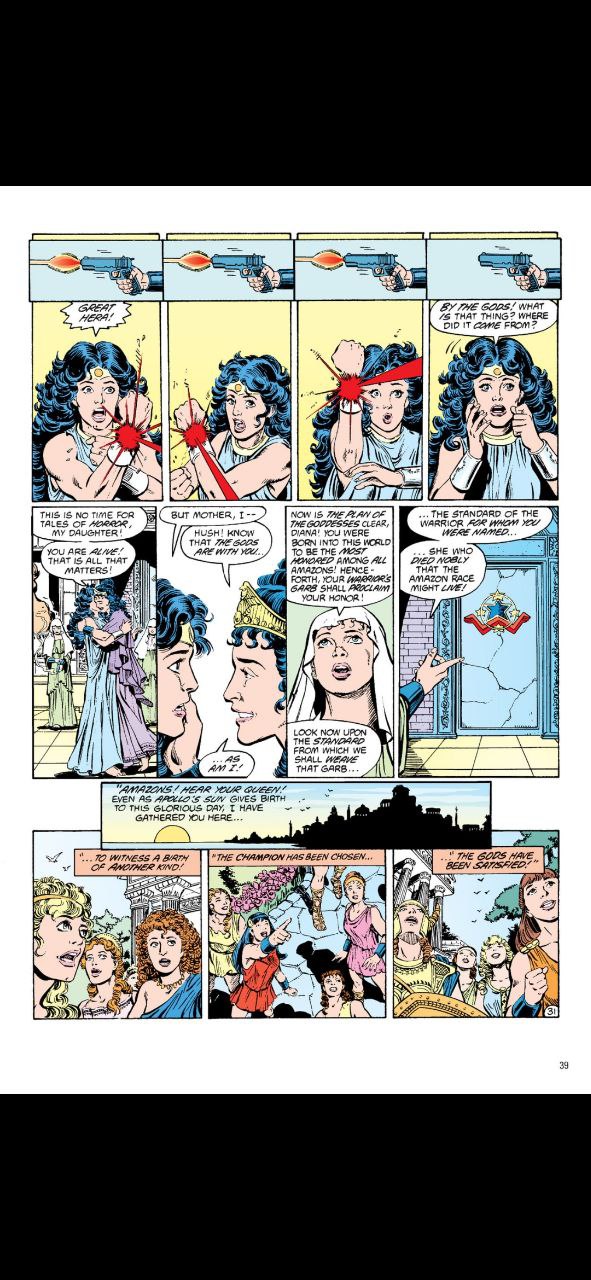 GREAT
HERA!
BY THE GODS! WHAT
IS THAT THING? WHERE
DID IT COME FROM?
THIS IS NO TIME FOR
TALES OF HORROR,
MY DAUGHTER!
YOU ARE ALIVE!
THAT IS ALL THAT
MATTERS!
BUT MOTHER, I--
HUSH! KNOW
THAT THE GODS
ARE WITH YOU...
...AS
AM I!
NOW IS THE PLAN OF
THE GODDESSES CLEAR,
DIANA! YOU WERE
BORN INTO THIS WORLD
TO BE THE MOST
HONORED AMONG ALL
AMAZONS! HENCE-
FORTH, YOUR WARRIOR'S
GARB SHALL PROCLAIM
YOUR HONOR!
LOOK NOW UPON
THE STANDARD
FROM WHICH WE
SHALL WEAVE
THAT GARB...
...THE STANDARD OF THE
WARRIOR FOR WHOM YOU
WERE NAMED...
...SHE WHO
DIED NOBLY
THAT THE
AMAZON RACE
MIGHT LIVE!
"AMAZONS! HEAR YOUR QUEEN!
EVEN AS APOLLO'S SUN GIVES BIRTH
TO THIS GLORIOUS DAY, I HAVE
GATHERED YOU HERE...
"...TO WITNESS A BIRTH
OF ANOTHER KIND!
"THE CHAMPION HAS BEEN CHOSEN...
..."THE GODS HAVE
BEEN SATISFIED!"
31
39